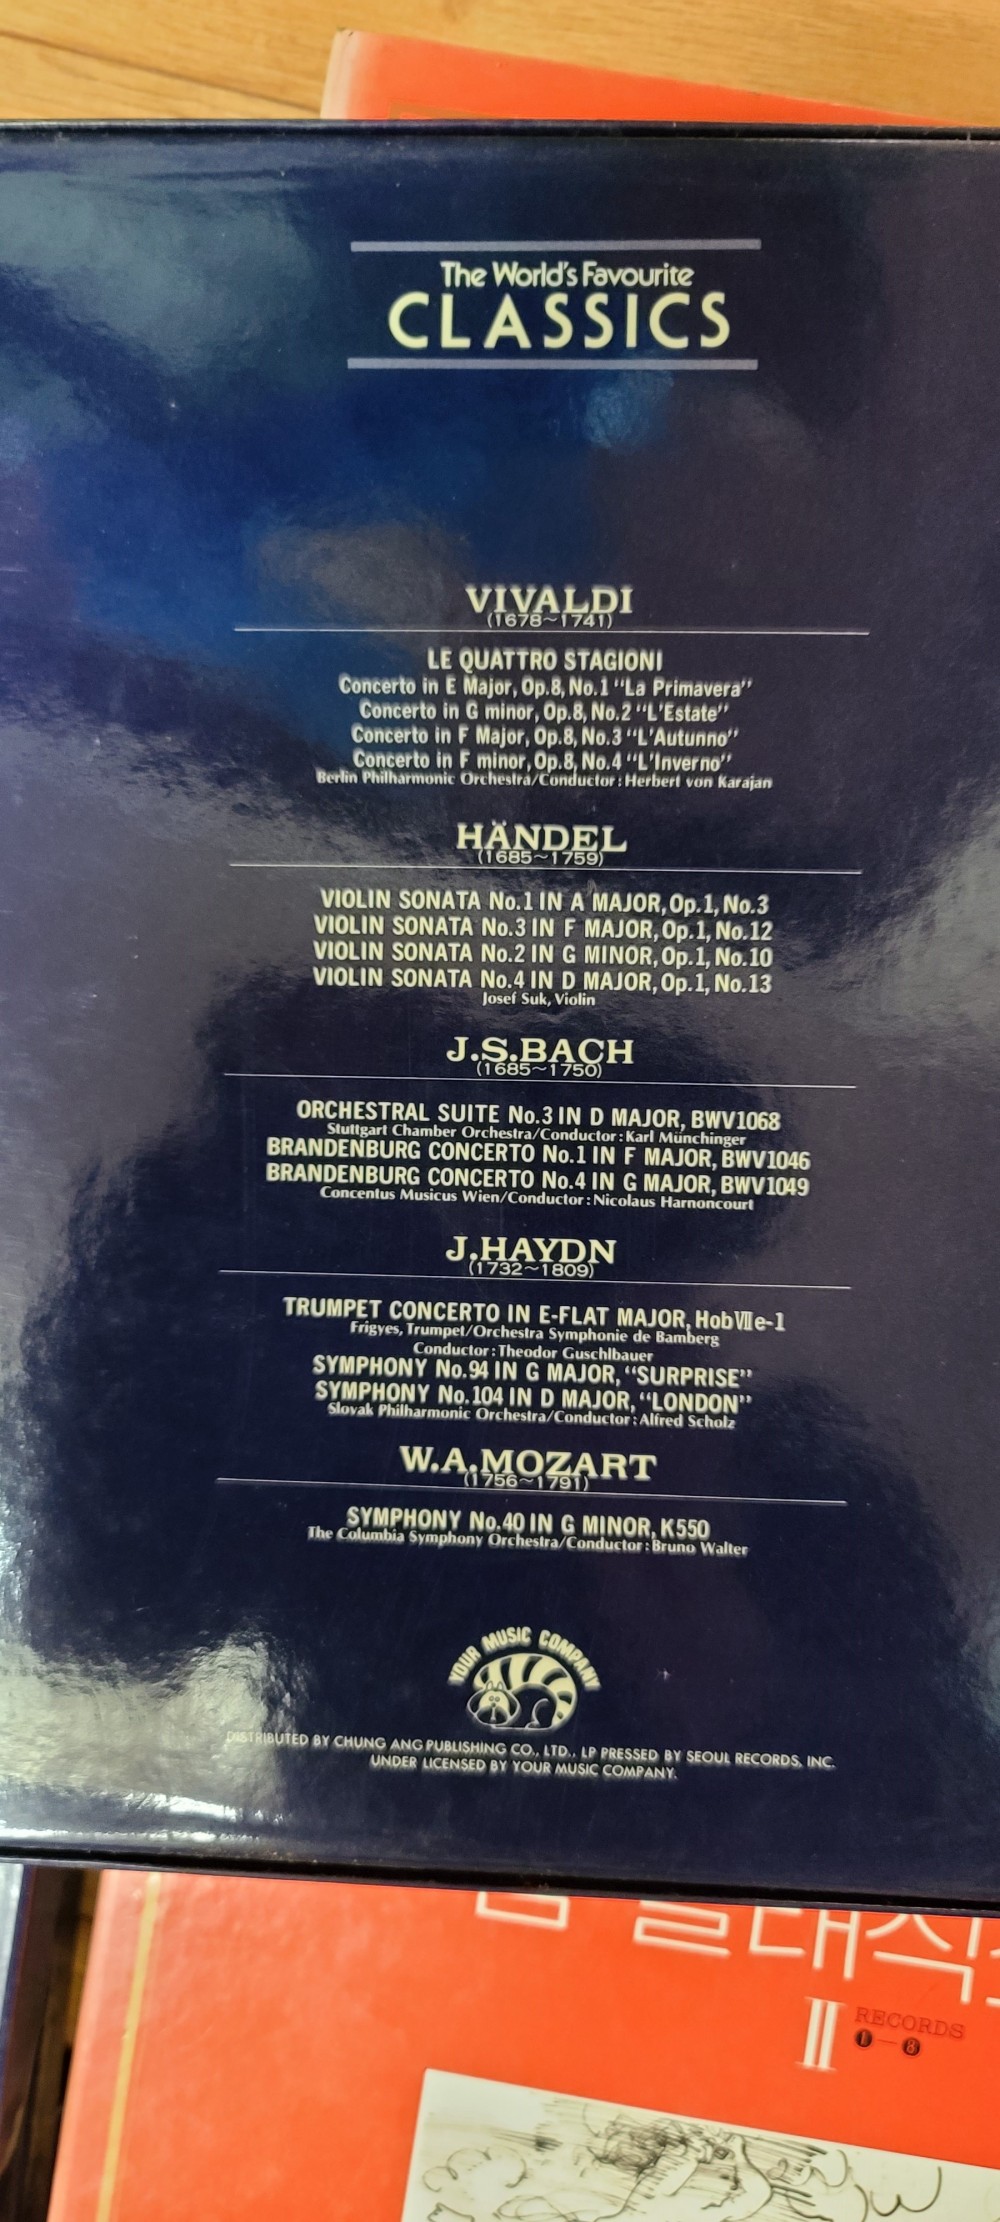 The World's Favourite
CLASSICS
VIVALDI
(1678~1741)
LE QUATTRO STAGIONI
Concerto in E Major, Op.8, No.1 "La Primavera"
Concerto in G minor, Op.8, No.2 "L'Estate"
Concerto in F Major, Op.8, No.3 "L'Autunno"
Concerto in F minor, Op.8, No.4 "L'Inverno"
Berlin Philharmonic Orchestra/Conductor:Herbert von Karajan
HÄNDEL
(1685~1759)
VIOLIN SONATA No.1 IN A MAJOR, Op.1, No.3
VIOLIN SONATA No.3 IN F MAJOR, Op.1, No.12
VIOLIN SONATA No.2 IN G MINOR, Op.1, No.10
VIOLIN SONATA No.4 IN D MAJOR, Op.1, No.13
Josef Suk, Violin
J.S.BACH
(1685~1750)
ORCHESTRAL SUITE No.3 IN D MAJOR, BWV1068
Stuttgart Chamber Orchestra/Conductor:Karl Münchinger
BRANDENBURG CONCERTO No.1 IN F MAJOR, BWV1046
BRANDENBURG CONCERTO No.4 IN G MAJOR, BWV1049
Concentus Musicus Wien/Conductor:Nicolaus Harnoncourt
J.HAYDN
(1732~1809)
TRUMPET CONCERTO IN E-FLAT MAJOR, Hob Ⅶ e-1
Frigyes, Trumpet/Orchestra Symphonie de Bamberg
Conductor:Theodor Guschlbauer
SYMPHONY No.94 IN G MAJOR, "SURPRISE"
SYMPHONY No.104 IN D MAJOR, "LONDON"
Slovak Philharmonic Orchestra/Conductor:Alfred Scholz
W.A.MOZART
(1756~1791)
SYMPHONY No.40 IN G MINOR, K550
The Columbia Symphony Orchestra/Conductor:Bruno Walter
YOUR MUSIC COMPANY
DISTRIBUTED BY CHUNG ANG PUBLISHING CO., LTD., LP PRESSED BY SEOUL RECORDS, INC.
UNDER LICENSED BY YOUR MUSIC COMPANY.
Ⅱ RECORDS
1-8